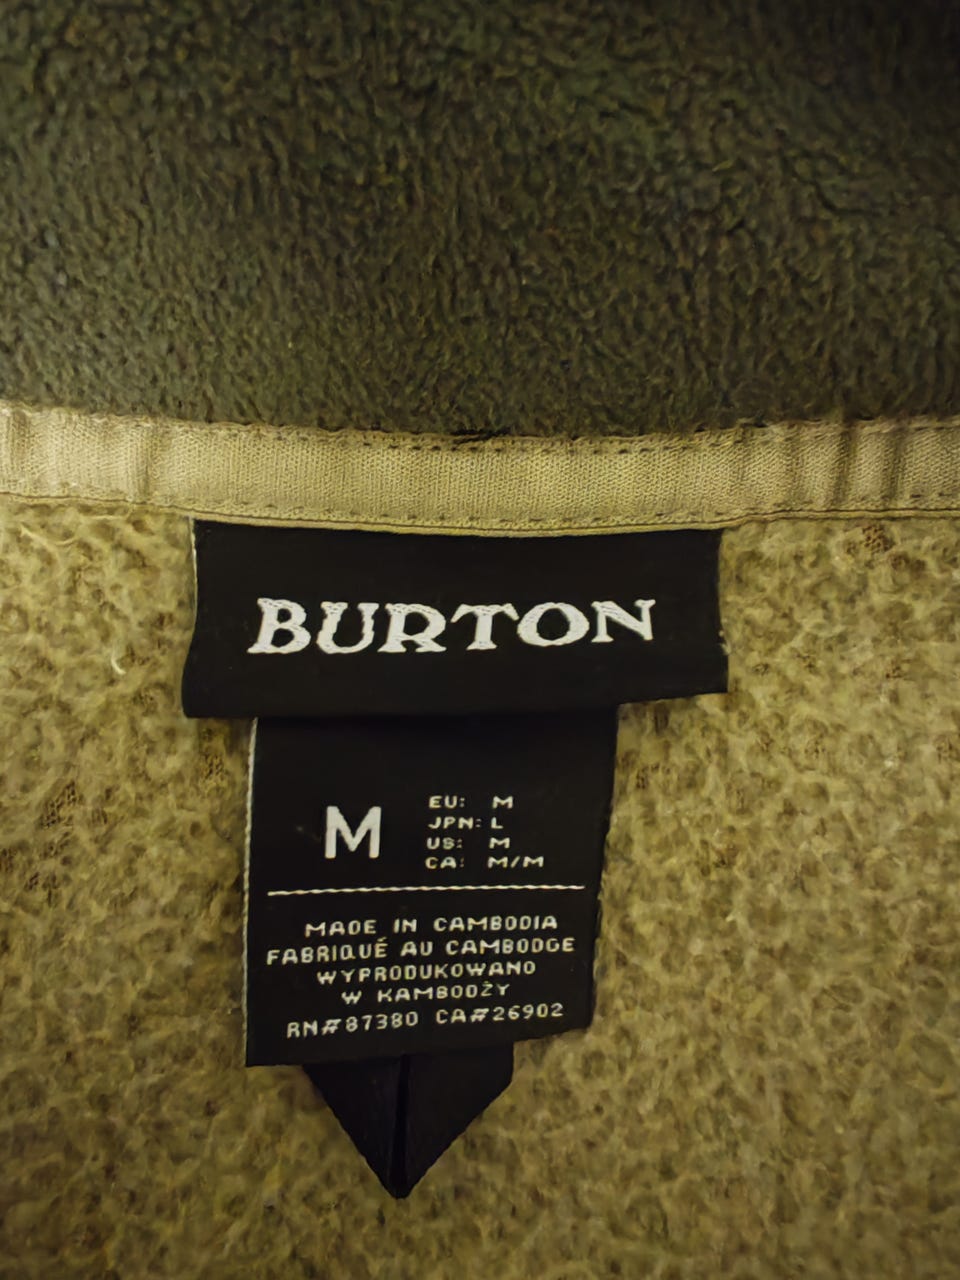 BURTON
M
EU: M
JPN: L
US: M
CA: M/M
MADE IN CAMBODIA
FABRIQUÉ AU CAMBODGE
WYPRODUKOWANO
W KAMBODŻY
RN#87380 CA#26902